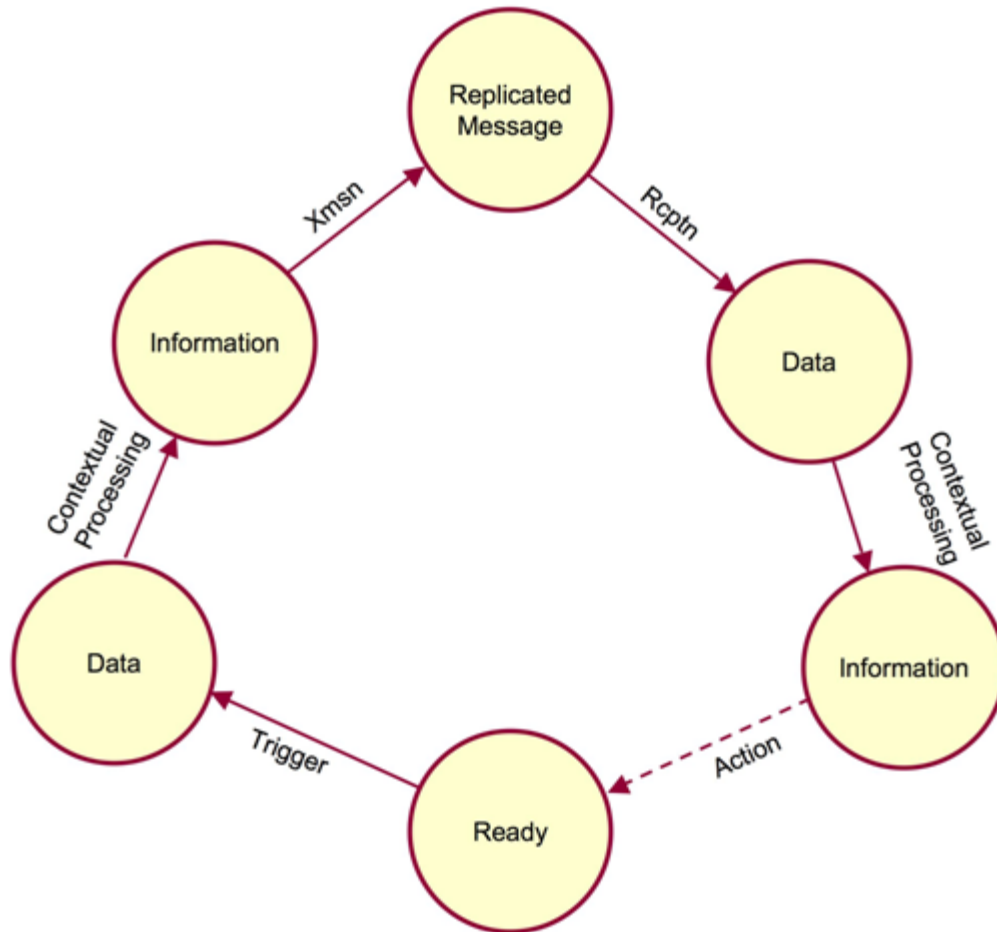 Replicated
Message
Xmsn
Rcptn
Information
Data
Contextual
Processing
Contextual
Processing
Data
Information
Trigger
Action
Ready